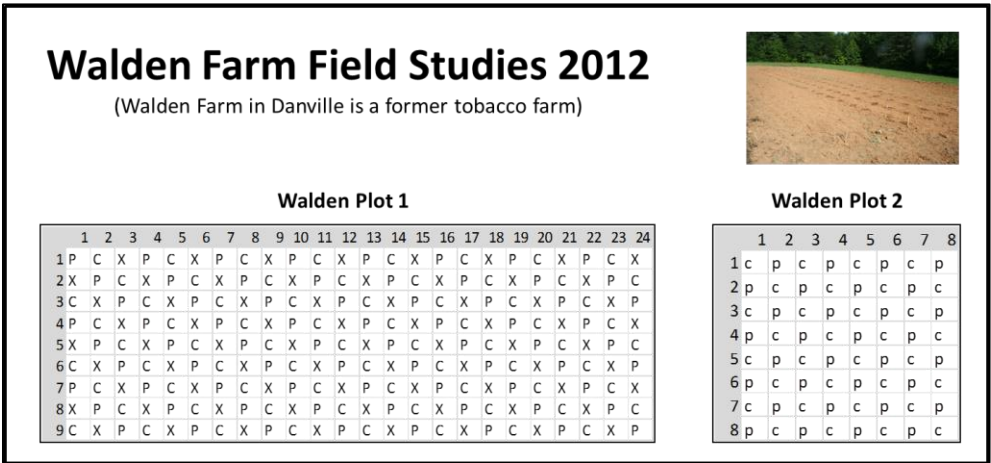 Walden Farm Field Studies 2012
(Walden Farm in Danville is a former tobacco farm)
Walden Plot 1
1 2 3 4 5 6 7 8 9 10 11 12 13 14 15 16 17 18 19 20 21 22 23 24
1 P C X P C X P C X P C X P C X P C X P C X P C X
2 X P C X P C X P C X P C X P C X P C X P C X P C
3 C X P C X P C X P C X P C X P C X P C X P C X P
4 P C X P C X P C X P C X P C X P C X P C X P C X
5 X P C X P C X P C X P C X P C X P C X P C X P C
6 C X P C X P C X P C X P C X P C X P C X P C X P
7 P C X P C X P C X P C X P C X P C X P C X P C X
8 X P C X P C X P C X P C X P C X P C X P C X P C
9 C X P C X P C X P C X P C X P C X P C X P C X P
Walden Plot 2
1 2 3 4 5 6 7 8
1 c p c p c p c p
2 p c p c p c p c
3 c p c p c p c p
4 p c p c p c p c
5 c p c p c p c p
6 p c p c p c p c
7 c p c p c p c p
8 p c p c p c p c